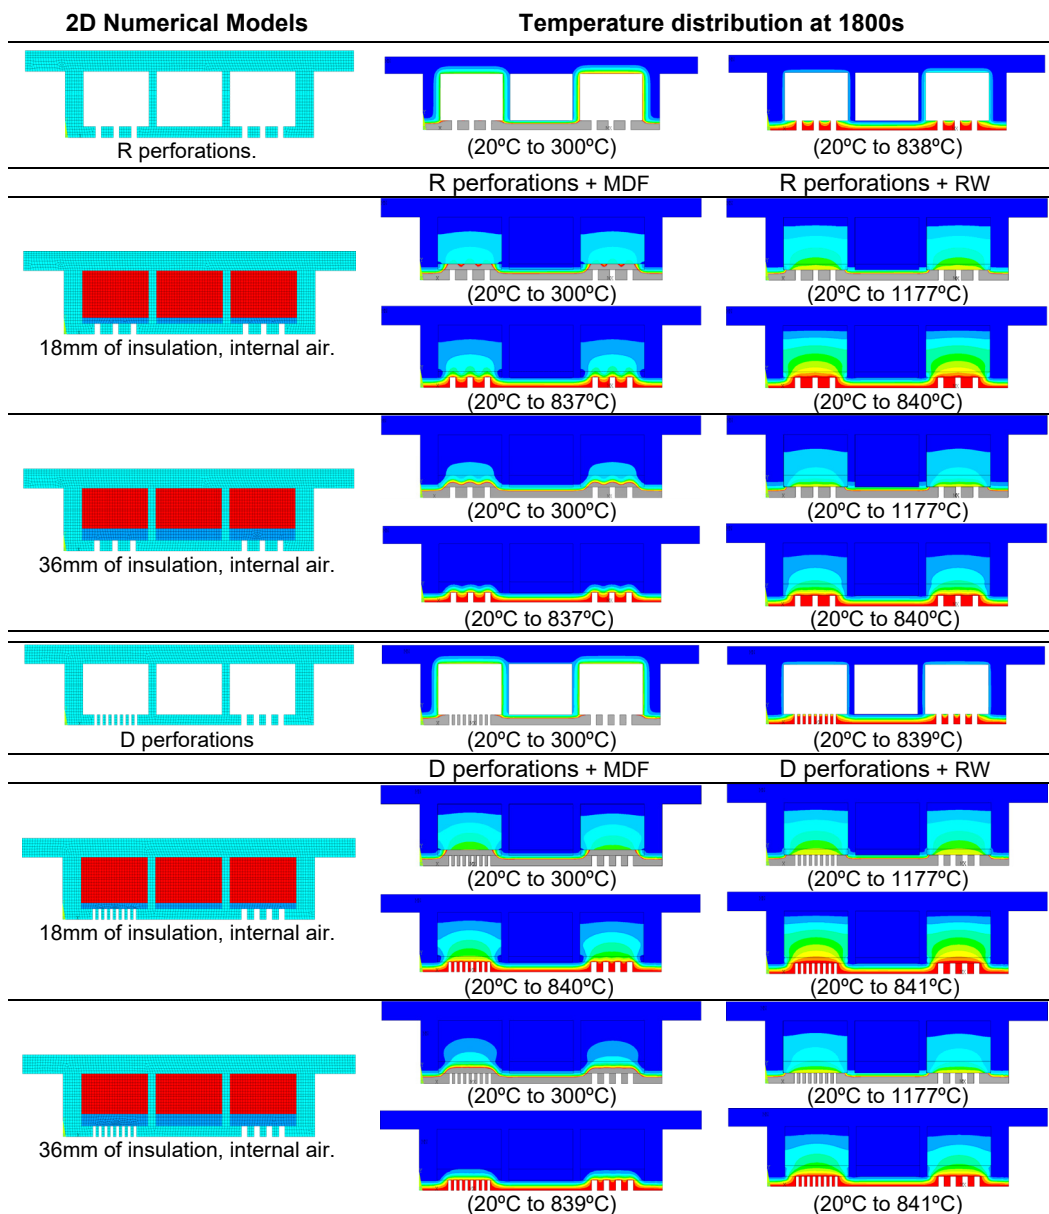 2D Numerical Models
Temperature distribution at 1800s
R perforations.
(20ºC to 300ºC)
(20ºC to 838ºC)
R perforations + MDF
R perforations + RW
(20ºC to 300ºC)
(20ºC to 1177ºC)
18mm of insulation, internal air.
(20ºC to 837ºC)
(20ºC to 840ºC)
(20ºC to 300ºC)
(20ºC to 1177ºC)
36mm of insulation, internal air.
(20ºC to 837ºC)
(20ºC to 840ºC)
D perforations
(20ºC to 300ºC)
(20ºC to 839ºC)
D perforations + MDF
D perforations + RW
(20ºC to 300ºC)
(20ºC to 1177ºC)
18mm of insulation, internal air.
(20ºC to 840ºC)
(20ºC to 841ºC)
(20ºC to 300ºC)
(20ºC to 1177ºC)
36mm of insulation, internal air.
(20ºC to 839ºC)
(20ºC to 841ºC)